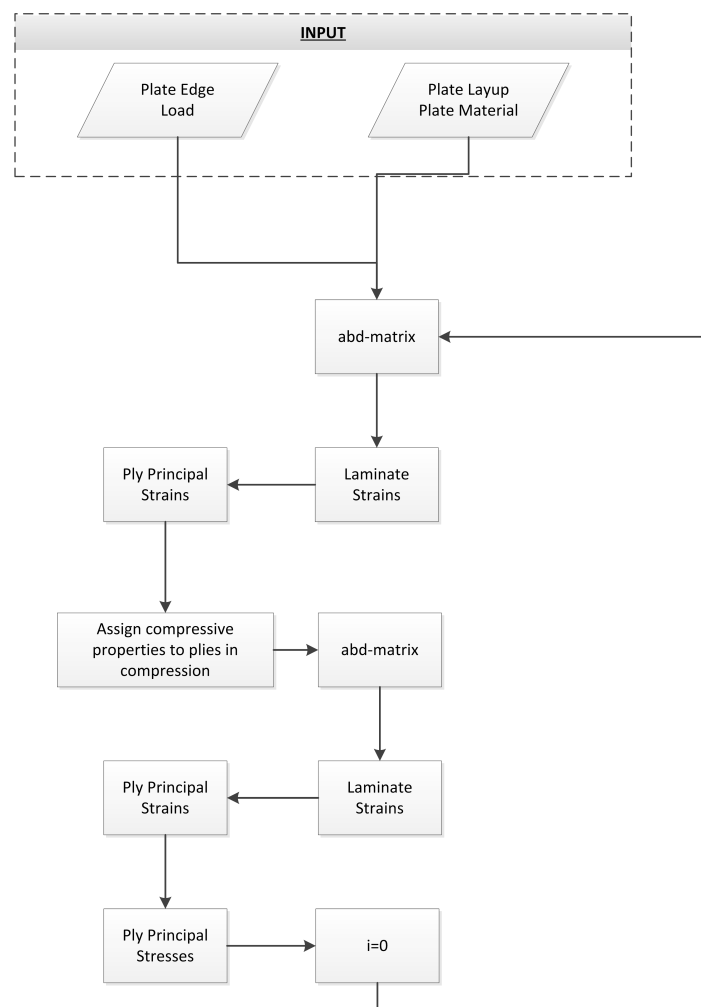 INPUT
Plate Edge
Load
Plate Layup
Plate Material
abd-matrix
Laminate
Strains
Ply Principal
Strains
Assign compressive
properties to plies in
compression
abd-matrix
Laminate
Strains
Ply Principal
Strains
Ply Principal
Stresses
i=0